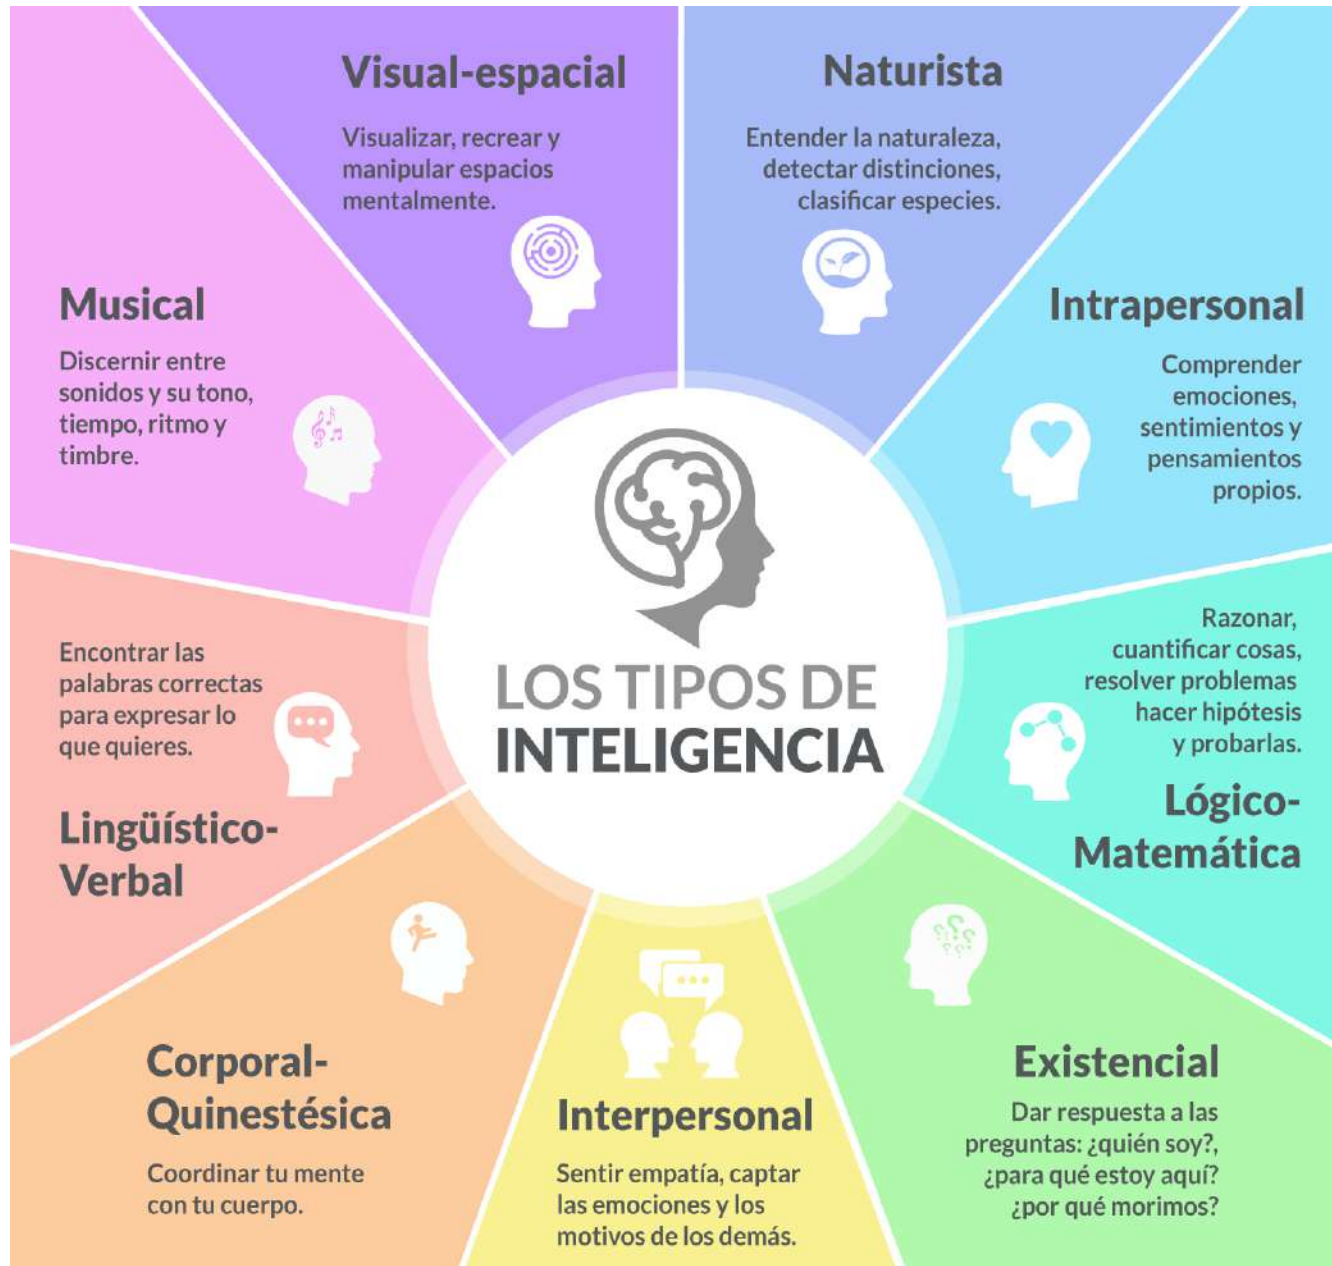 Visual-espacial
Visualizar, recrear y
manipular espacios
mentalmente.
Naturista
Entender la naturaleza,
detectar distinciones,
clasificar especies.
Musical
Discernir entre
sonidos y su tono,
tiempo, ritmo y
timbre.
Intrapersonal
Comprender
emociones,
sentimientos y
pensamientos
propios.
LOS TIPOS DE
INTELIGENCIA
Encontrar las
palabras correctas
para expresar lo
que quieres.
Lingüístico-
Verbal
Razonar,
cuantificar cosas,
resolver problemas
hacer hipótesis
y probarlas.
Lógico-
Matemática
Corporal-
Quinestésica
Coordinar tu mente
con tu cuerpo.
Interpersonal
Sentir empatía, captar
las emociones y los
motivos de los demás.
Existencial
Dar respuesta a las
preguntas: ¿quién soy?,
¿para qué estoy aquí?
¿por qué morimos?